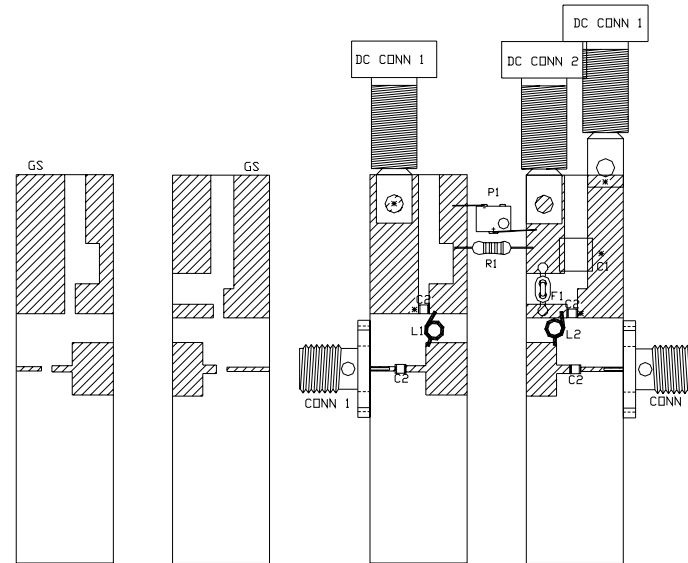 DC CONN 1
DC CONN 1
DC CONN 2
GS
GS
P1
R1
C1
C2
F1
C2
L1
L2
C2
C2
CONN 1
CONN